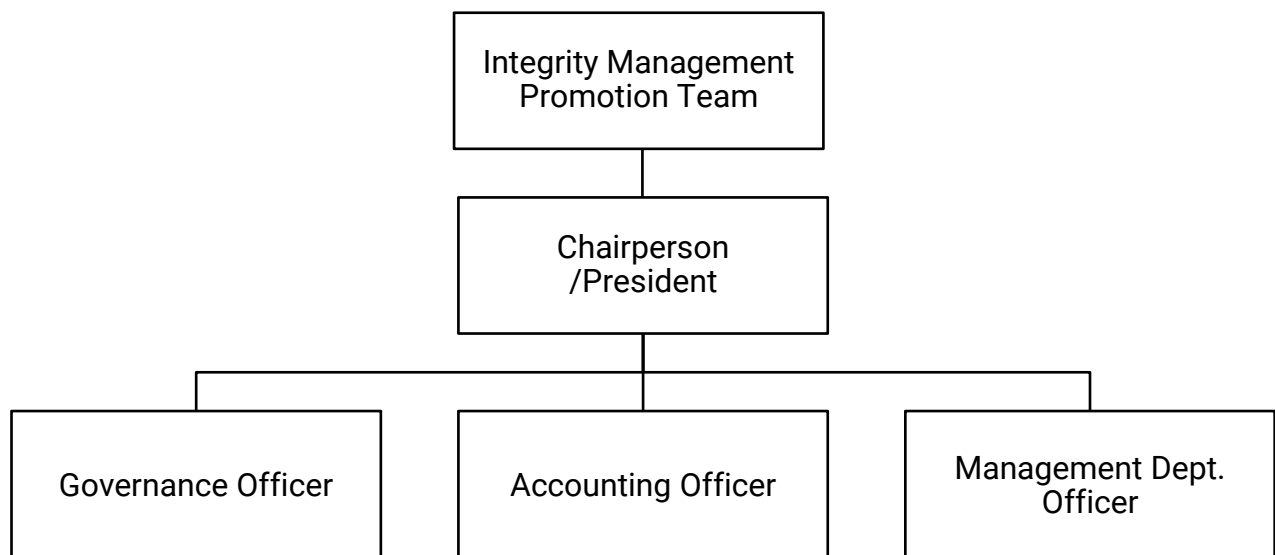 Integrity Management
Promotion Team
Chairperson
/President
Governance Officer
Accounting Officer
Management Dept.
Officer